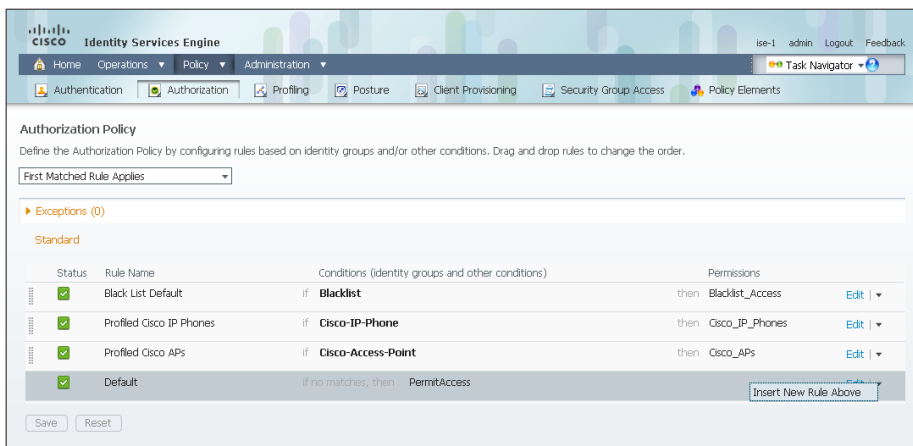 CISCO Identity Services Engine
ise-1 admin Logout Feedback
Home Operations Policy Administration
Task Navigator
Authentication Authorization Profiling Posture Client Provisioning Security Group Access Policy Elements
Authorization Policy
Define the Authorization Policy by configuring rules based on identity groups and/or other conditions. Drag and drop rules to change the order.
First Matched Rule Applies
Exceptions (0)
Standard
Status Rule Name Conditions (identity groups and other conditions) Permissions
Black List Default if Blacklist then Blacklist_Access Edit |
Profiled Cisco IP Phones if Cisco-IP-Phone then Cisco_IP_Phones Edit |
Profiled Cisco APs if Cisco-Access-Point then Cisco_APs Edit |
Default if no matches, then PermitAccess Edit |
Insert New Rule Above
Save Reset